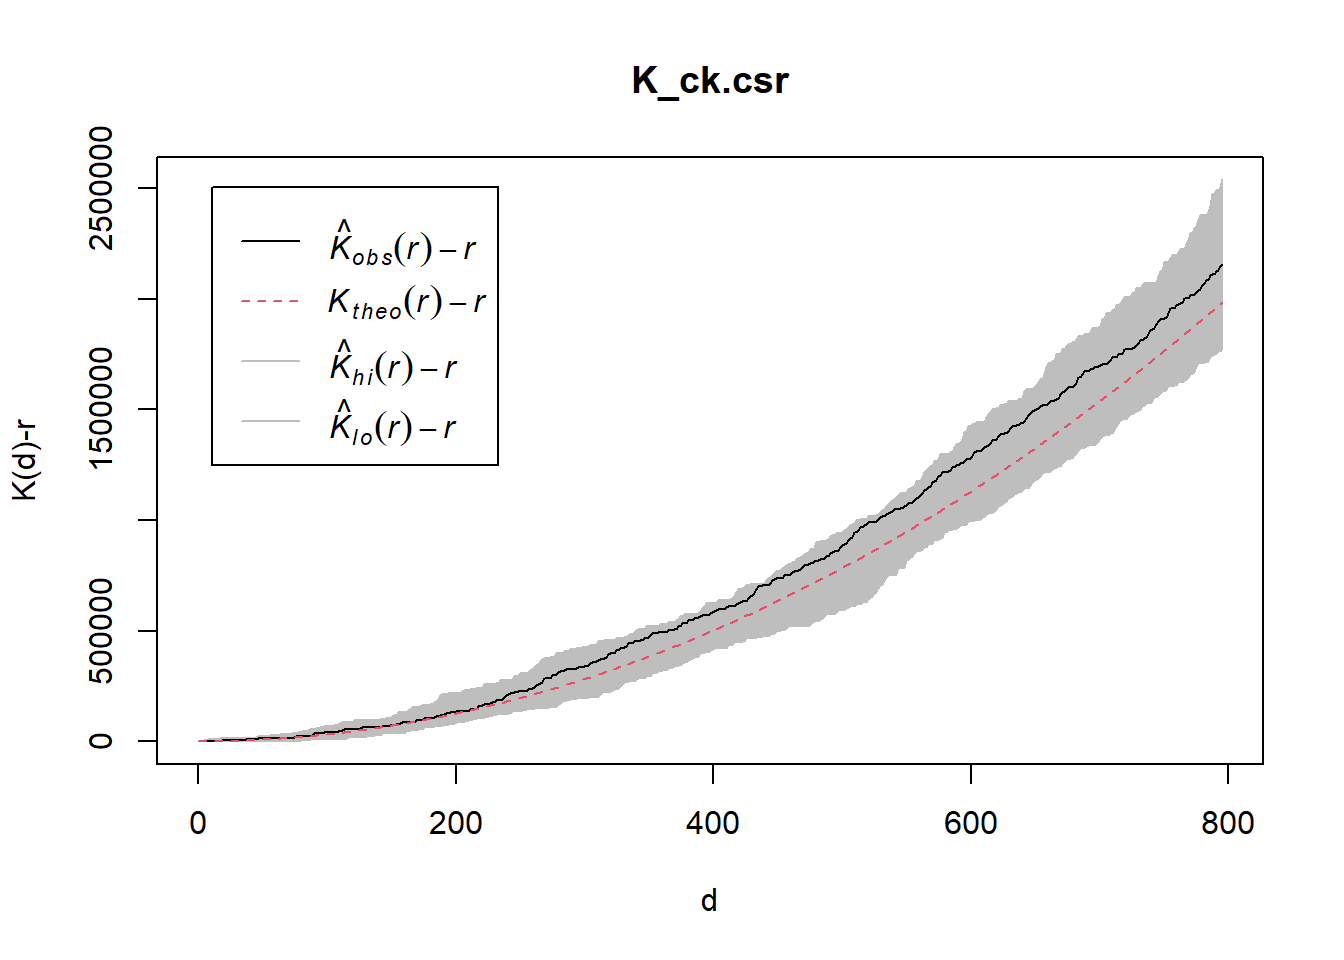 K_ck.csr
K̂obs(r) − r
Ktheo(r) − r
K̂hi(r) − r
K̂lo(r) − r
K(d)-r
2500000
1500000
500000
0
0 200 400 600 800
d